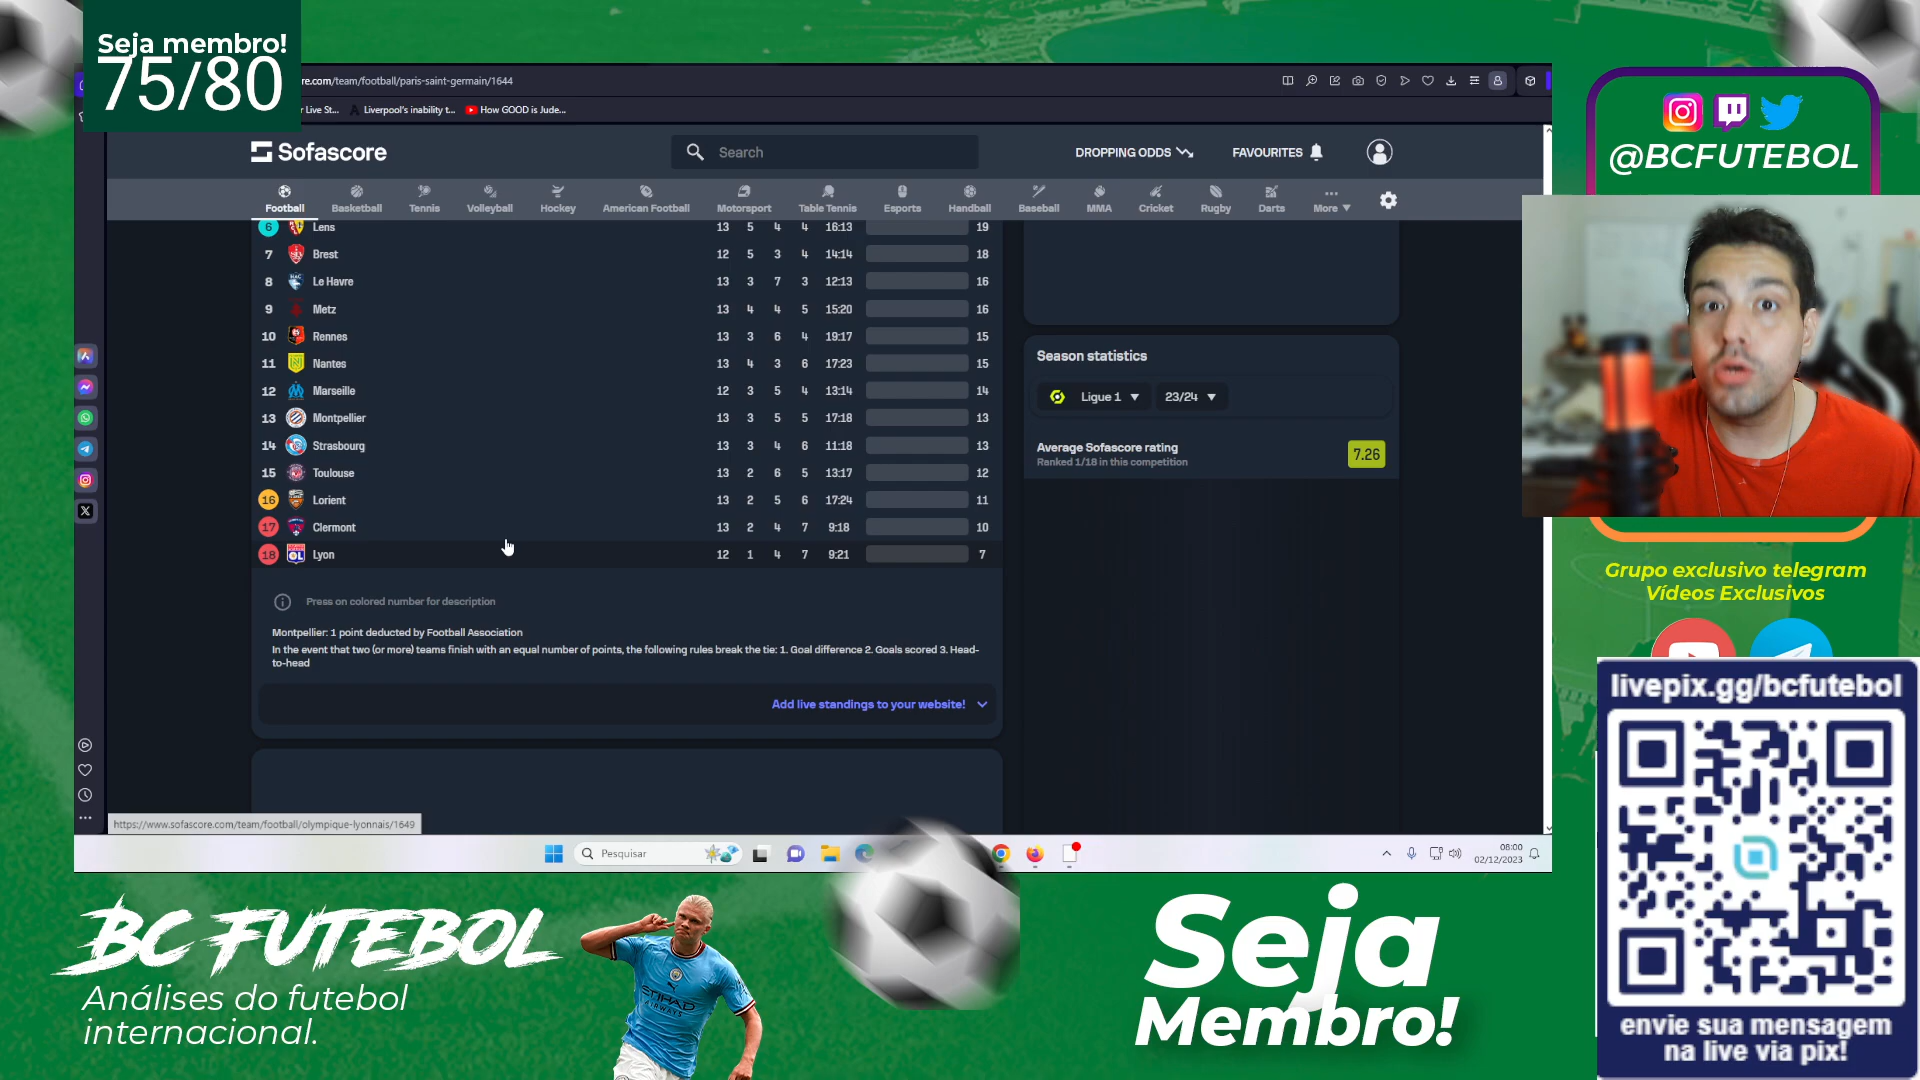 Seja membro!
75/80
re.com/team/football/paris-saint-germain/1644
r Live St...
Liverpool's inability t...
How GOOD is Jude...
Sofascore
Search
DROPPING ODDS
FAVOURITES
Football
Basketball
Tennis
Volleyball
Hockey
American Football
Motorsport
Table Tennis
Esports
Handball
Baseball
MMA
Cricket
Rugby
Darts
More
6 Lens 13 5 4 4 16:13 19
7 Brest 12 5 3 4 14:14 18
8 Le Havre 13 3 7 3 12:13 16
9 Metz 13 4 4 5 15:20 16
10 Rennes 13 3 6 4 19:17 15
11 Nantes 13 4 3 6 17:23 15
12 Marseille 12 3 5 4 13:14 14
13 Montpellier 13 3 5 5 17:18 13
14 Strasbourg 13 3 4 6 11:18 13
15 Toulouse 13 2 6 5 13:17 12
16 Lorient 13 2 5 6 17:24 11
17 Clermont 13 2 4 7 9:18 10
18 Lyon 12 1 4 7 9:21 7
Press on colored number for description
Montpellier: 1 point deducted by Football Association
In the event that two (or more) teams finish with an equal number of points, the following rules break the tie: 1. Goal difference 2. Goals scored 3. Head-
to-head
Add live standings to your website!
Season statistics
Ligue 1
23/24
Average Sofascore rating
Ranked 1/18 in this competition
7.26
https://www.sofascore.com/team/football/olympique-lyonnais/1649
Pesquisar
08:00
02/12/2023
@BCFUTEBOL
Grupo exclusivo telegram
Vídeos Exclusivos
livepix.gg/bcfutebol
envie sua mensagem
na live via pix!
BC FUTEBOL
Análises do futebol
internacional.
ETIHAD
AIRWAYS
Seja
Membro!